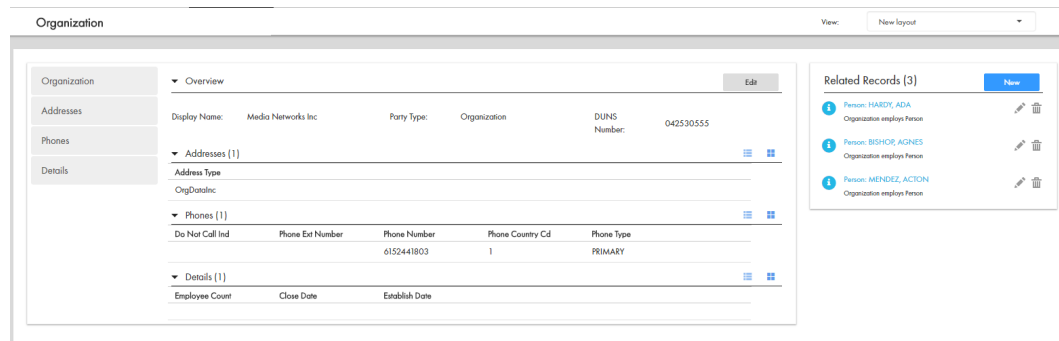 Organization
View: New layout
Organization
Addresses
Phones
Details
Overview
Edit
Display Name: Media Networks Inc Party Type: Organization DUNS Number: 042530555
Addresses (1)
Address Type
OrgDataInc
Phones (1)
Do Not Call Ind Phone Ext Number Phone Number Phone Country Cd Phone Type
6152441803 1 PRIMARY
Details (1)
Employee Count Close Date Establish Date
Related Records (3)
New
Person: HARDY, ADA
Organization employs Person
Person: BISHOP, AGNES
Organization employs Person
Person: MENDEZ, ACTON
Organization employs Person